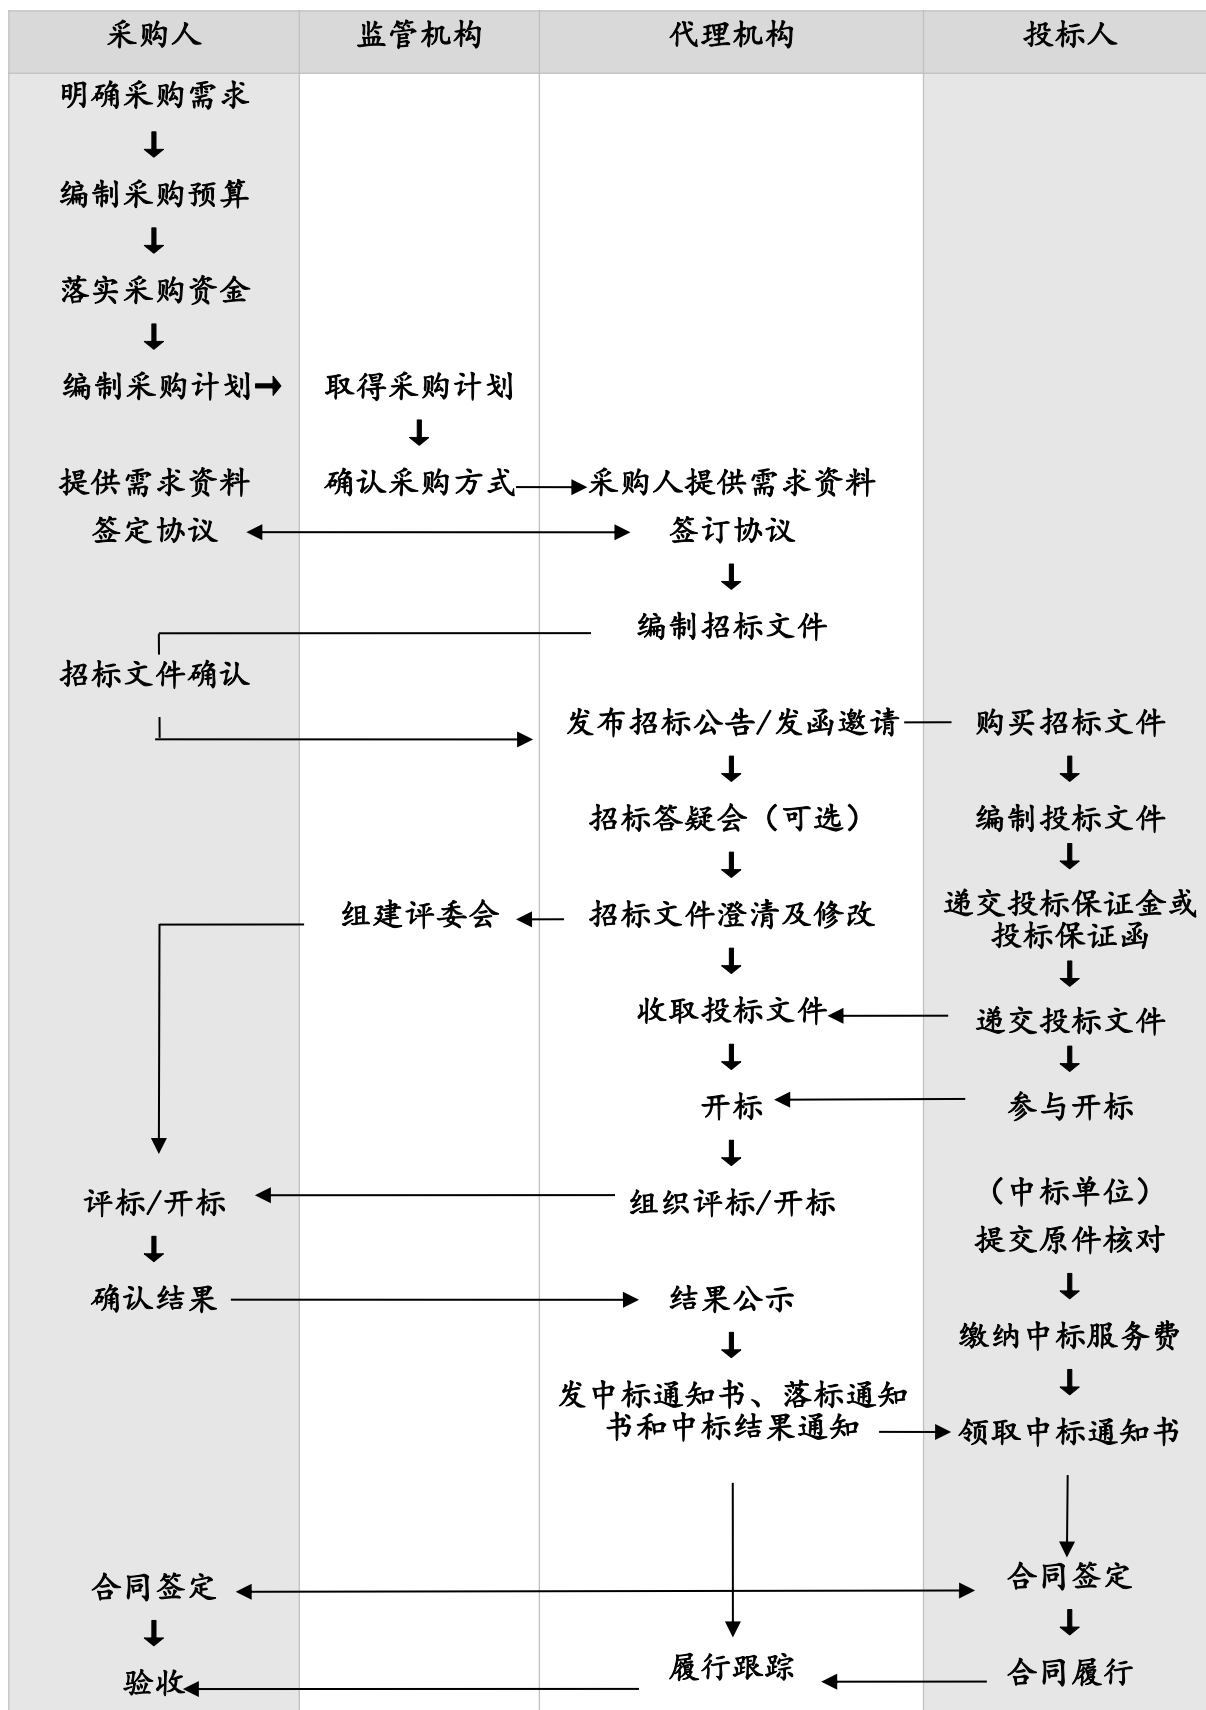 采购人 监管机构 代理机构 投标人
明确采购需求
编制采购预算
落实采购资金
编制采购计划 取得采购计划
提供需求资料 确认采购方式 采购人提供需求资料
签定协议 签订协议
编制招标文件
招标文件确认
发布招标公告/发函邀请 购买招标文件
招标答疑会（可选） 编制投标文件
组建评委会 招标文件澄清及修改 递交投标保证金或
投标保证函
收取投标文件 递交投标文件
开标 参与开标
评标/开标 组织评标/开标 （中标单位）
提交原件核对
确认结果 结果公示
缴纳中标服务费
发中标通知书、落标通知
书和中标结果通知 领取中标通知书
合同签定 合同签定
验收 履行跟踪 合同履行